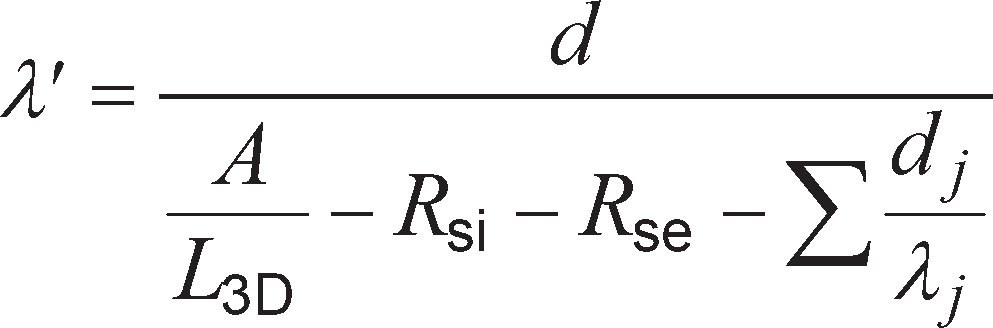 λ′ = d / (A / L_3D − R_si − R_se − ∑ d_j / λ_j)